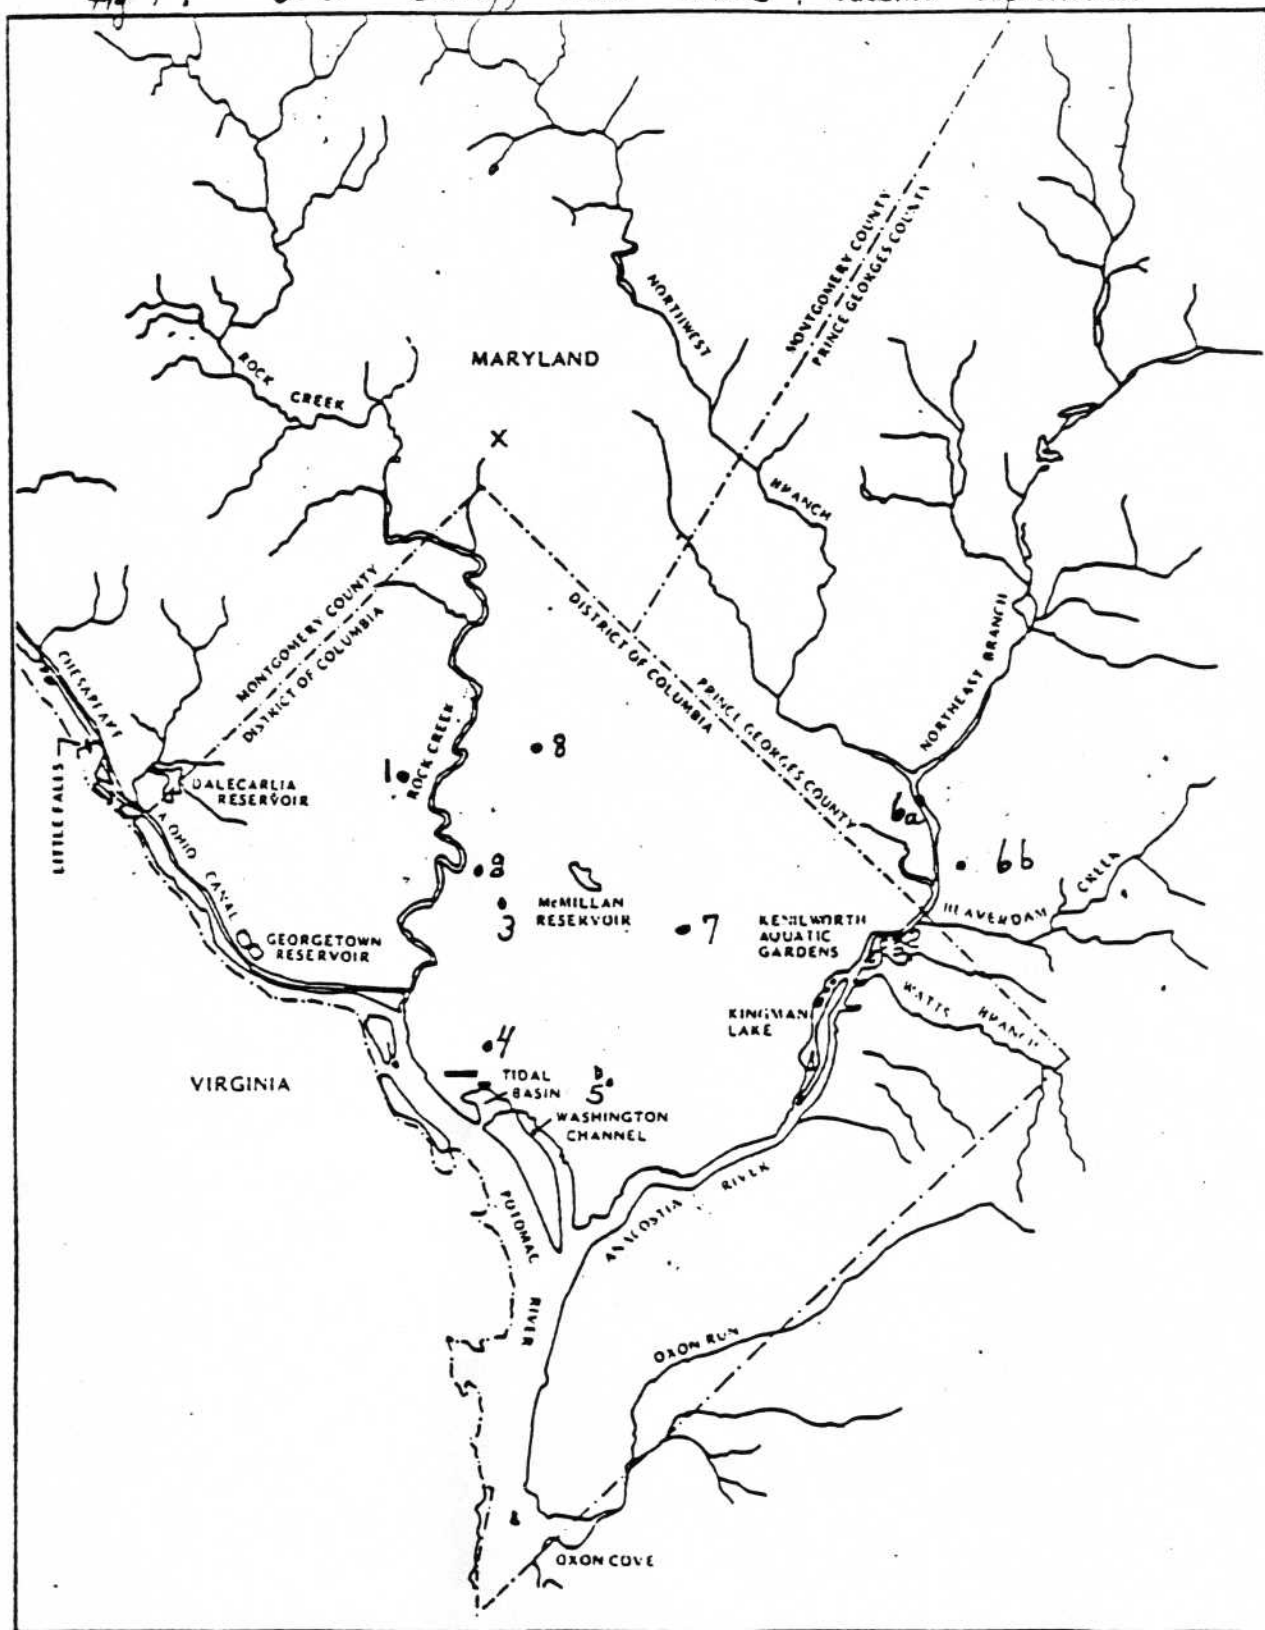 MARYLAND
NORTHWEST
BRANCH
MONTGOMERY COUNTY
PRINCE GEORGES COUNTY
ROCK CREEK
X
MONTGOMERY COUNTY
DISTRICT OF COLUMBIA
DISTRICT OF COLUMBIA
PRINCE GEORGES COUNTY
NORTHEAST BRANCH
CHESAPEAKE
& OHIO CANAL
LITTLE FALLS
DALECARLIA
RESERVOIR
1
ROCK CREEK
8
6a
6b
BEAVERDAM CREEK
McMILLAN
RESERVOIR
3
7
KENILWORTH
AQUATIC
GARDENS
GEORGETOWN
RESERVOIR
KINGMAN
LAKE
WATTS BRANCH
4
VIRGINIA
TIDAL
BASIN
5
WASHINGTON
CHANNEL
ANACOSTIA RIVER
POTOMAC
RIVER
OXON RUN
OXON COVE